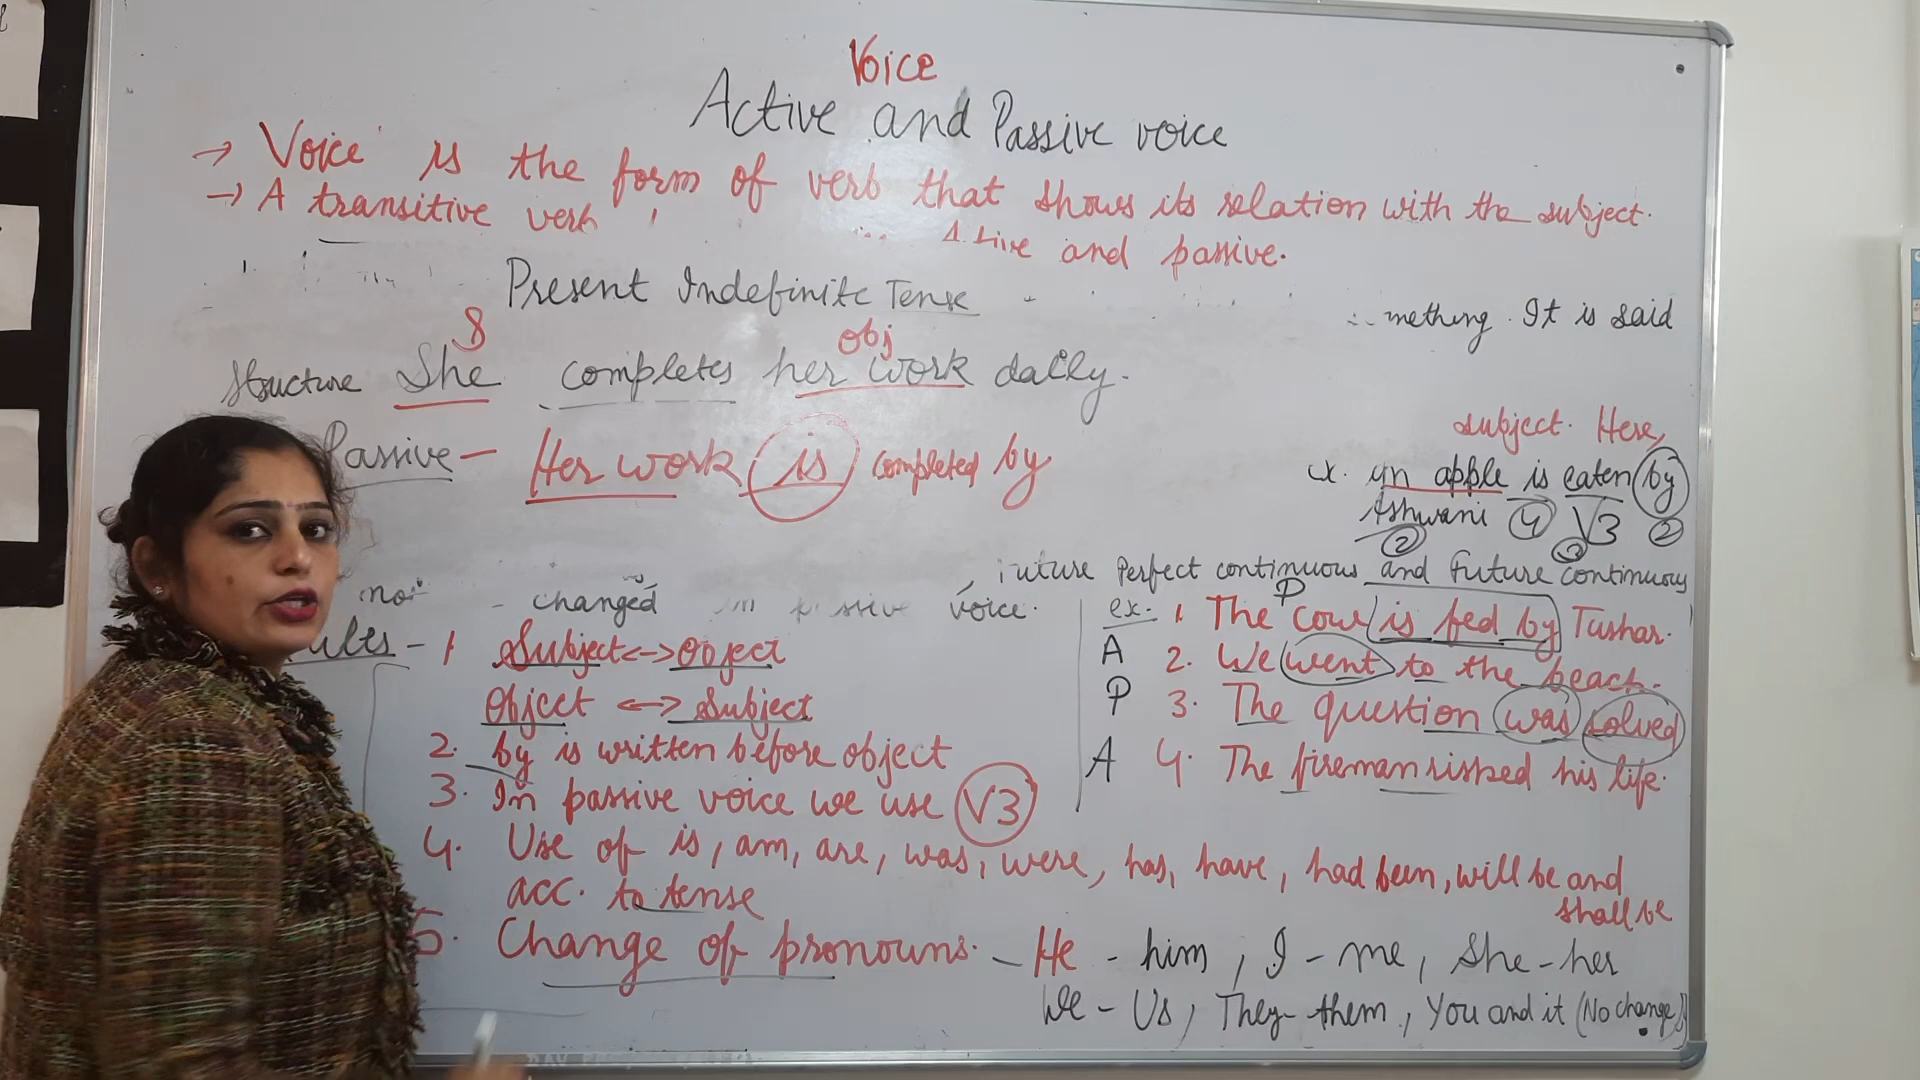 Voice
Active and Passive voice
→ Voice is the form of verb that shows its relation with the subject.
→ A transitive verb
and passive.
Present Indefinite Tense
mething. It is said
S
obj
Structure She completes her work daily.
subject. Here,
Passive - Her work is completed by
ex. an apple is eaten by
Ashwani 4 V3 2
2 3
Future Perfect continuous and future continuous
not changed in passive voice.
P
ex. 1. The cow is fed by Tushar.
A 2. We went to the beach.
P 3. The question was solved
A 4. The fireman risked his life.
ules - 1 Subject <-> Object
Object <-> Subject
2. by is written before object
3. In passive voice we use V3
4. Use of is, am, are, was, were, has, have, had been, will be and
shall be
acc. to tense
5. Change of pronouns. - He - him, I - me, She - her
We - Us, They - them, You and it (No change)